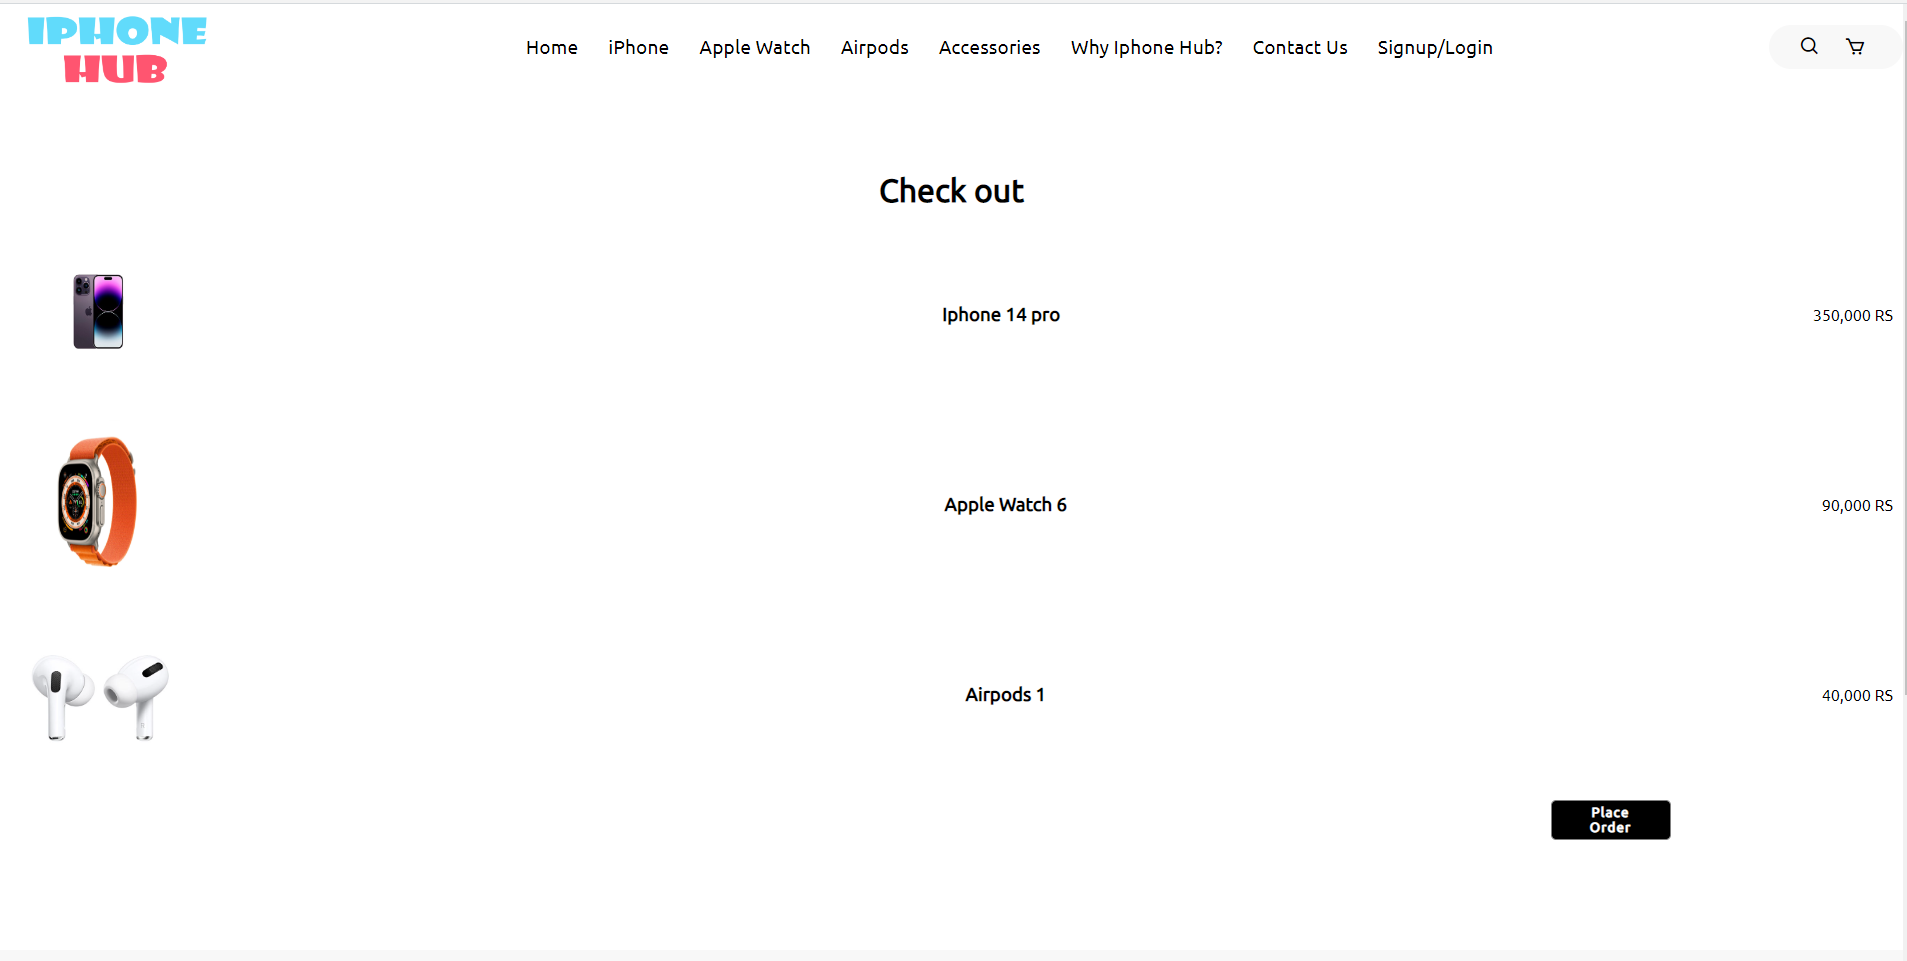 IPHONE
HUB
Home iPhone Apple Watch Airpods Accessories Why Iphone Hub? Contact Us Signup/Login
Check out
Iphone 14 pro 350,000 RS
Apple Watch 6 90,000 RS
Airpods 1 40,000 RS
Place
Order